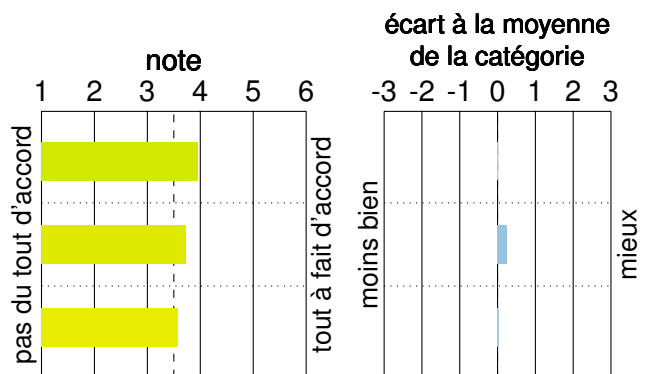 note
1 2 3 4 5 6
pas du tout d'accord
tout à fait d'accord
écart à la moyenne
de la catégorie
-3 -2 -1 0 1 2 3
moins bien
mieux